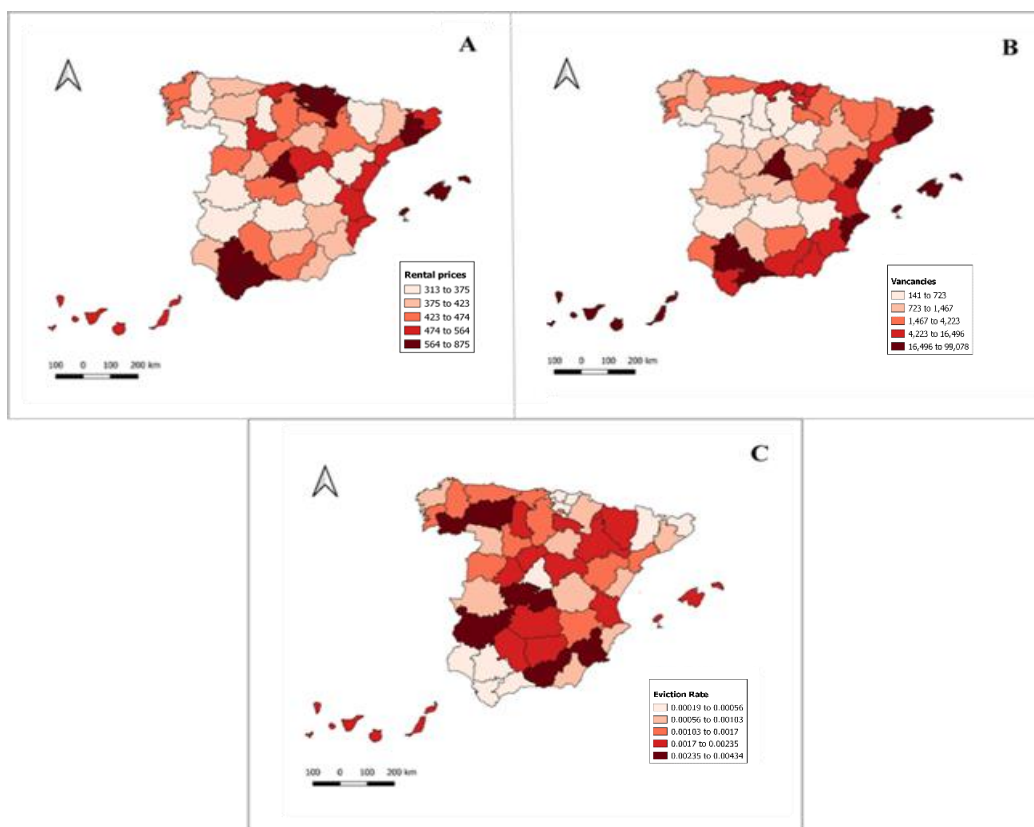 A
Rental prices
313 to 375
375 to 423
423 to 474
474 to 564
564 to 875
100 0 100 200 km
B
Vancancies
141 to 723
723 to 1,467
1,467 to 4,223
4,223 to 16,496
16,496 to 99,078
100 0 100 200 km
C
Eviction Rate
0.00019 to 0.00056
0.00056 to 0.00103
0.00103 to 0.0017
0.0017 to 0.00235
0.00235 to 0.00434
100 0 100 200 km